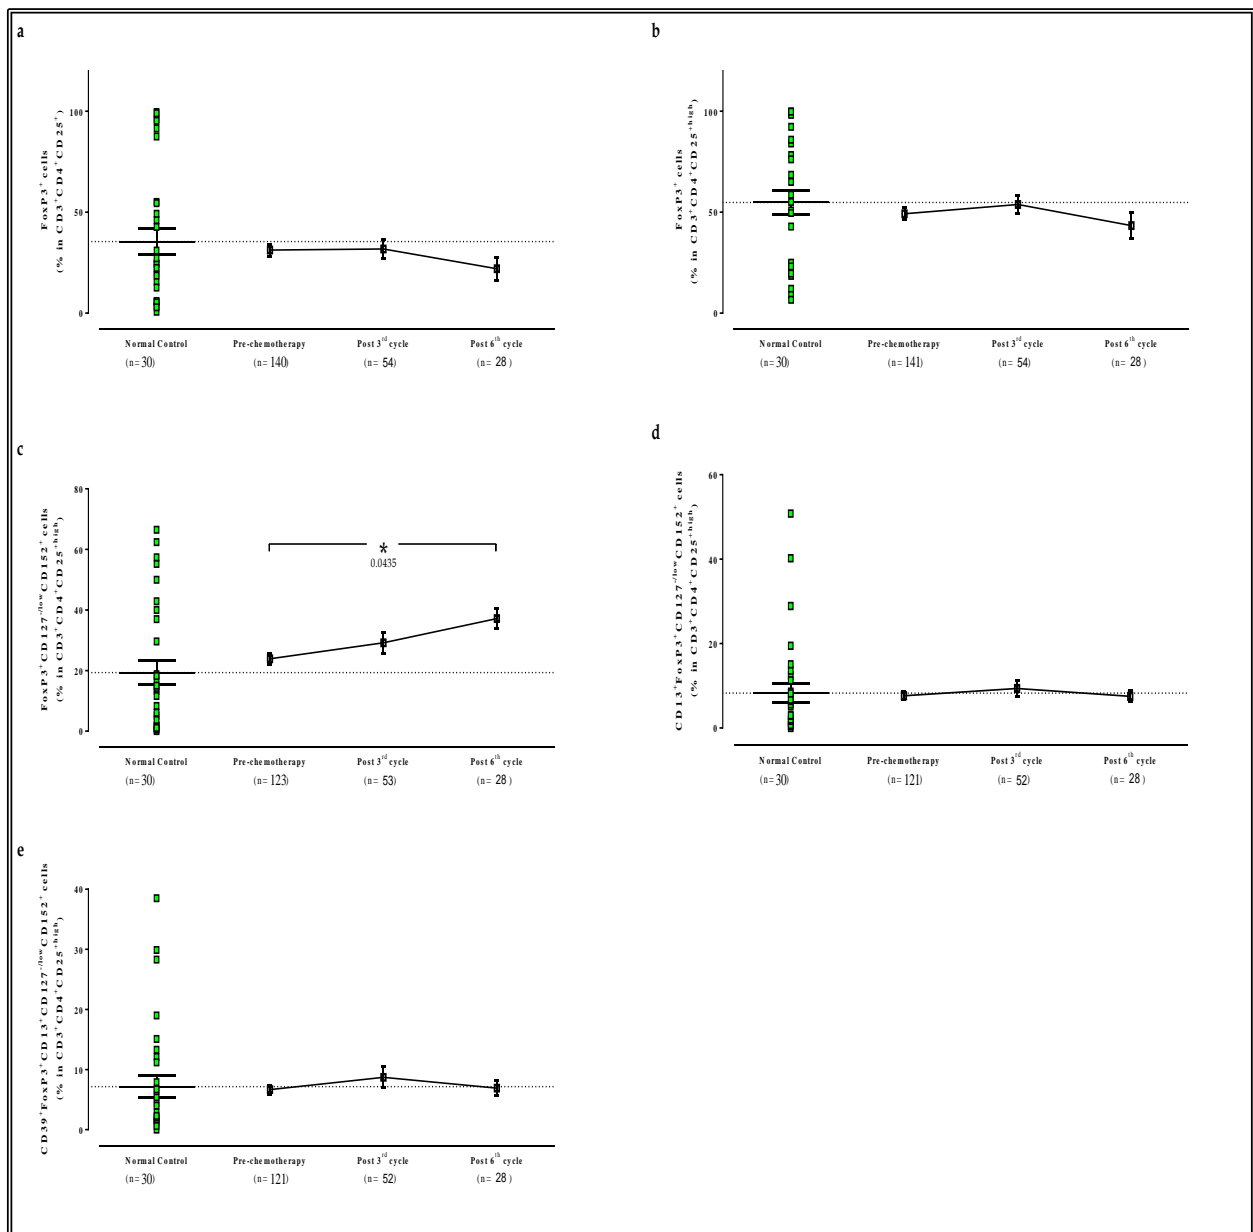 a
FoxP3⁺ cells
(% in CD3⁺CD4⁺CD25⁺)
100
50
0
Normal Control
Pre-chemotherapy
Post 3ʳᵈ cycle
Post 6ᵗʰ cycle
(n= 30)
(n= 140)
(n= 54)
(n= 28)
b
FoxP3⁺ cells
(% in CD3⁺CD4⁺CD25⁺ʰⁱᵍʰ)
100
50
0
Normal Control
Pre-chemotherapy
Post 3ʳᵈ cycle
Post 6ᵗʰ cycle
(n= 30)
(n= 141)
(n= 54)
(n= 28)
c
FoxP3⁺CD127⁻/ˡᵒʷCD152⁺ cells
(% in CD3⁺CD4⁺CD25⁺ʰⁱᵍʰ)
80
60
40
20
0
*
0.0435
Normal Control
Pre-chemotherapy
Post 3ʳᵈ cycle
Post 6ᵗʰ cycle
(n= 30)
(n= 123)
(n= 53)
(n= 28)
d
CD13⁺FoxP3⁺CD127⁻/ˡᵒʷCD152⁺ cells
(% in CD3⁺CD4⁺CD25⁺ʰⁱᵍʰ)
60
40
20
0
Normal Control
Pre-chemotherapy
Post 3ʳᵈ cycle
Post 6ᵗʰ cycle
(n= 30)
(n= 121)
(n= 52)
(n= 28)
e
CD39⁺FoxP3⁺CD13⁺CD127⁻/ˡᵒʷCD152⁺ cells
(% in CD3⁺CD4⁺CD25⁺ʰⁱᵍʰ)
40
30
20
10
0
Normal Control
Pre-chemotherapy
Post 3ʳᵈ cycle
Post 6ᵗʰ cycle
(n= 30)
(n= 121)
(n= 52)
(n= 28)